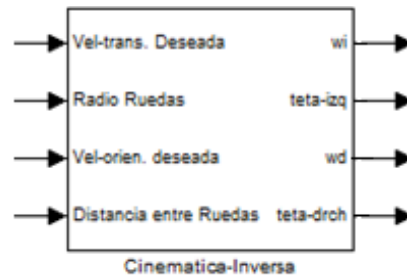 Vel-trans. Deseada wi
Radio Ruedas teta-izq
Vel-orien. deseada wd
Distancia entre Ruedas teta-drch
Cinematica-Inversa